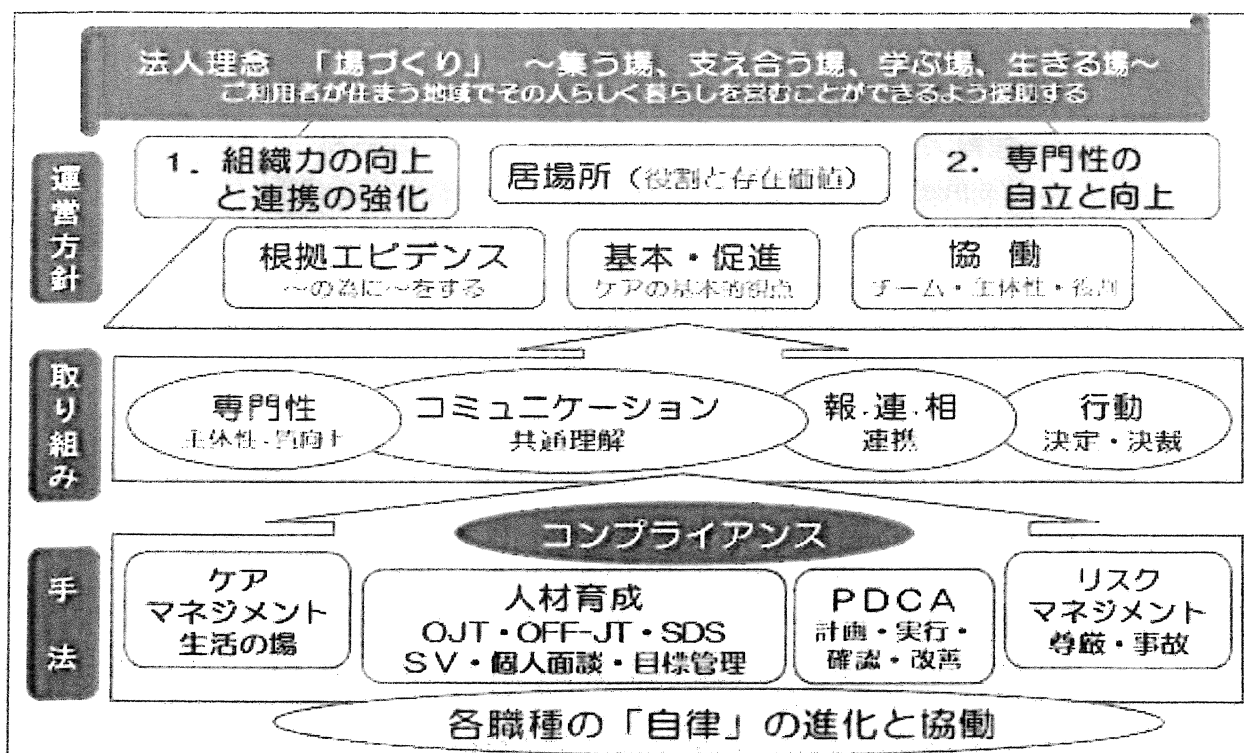 法人理念 「場づくり」 ～集う場、支え合う場、学ぶ場、生きる場～
ご利用者が住まう地域でその人らしく暮らしを営むことができるよう援助する
運営方針
1. 組織力の向上
と連携の強化
居場所（役割と存在価値）
2. 専門性の
自立と向上
根拠エビデンス
～の為に～をする
基本・促進
ケアの基本的視点
協働
チーム・主体性・役割
取り組み
専門性
主体性・質向上
コミュニケーション
共通理解
報.連.相
連携
行動
決定・決裁
手法
コンプライアンス
ケア
マネジメント
生活の場
人材育成
OJT・OFF-JT・SDS
SV・個人面談・目標管理
PDCA
計画・実行・
確認・改善
リスク
マネジメント
尊厳・事故
各職種の「自律」の進化と協働